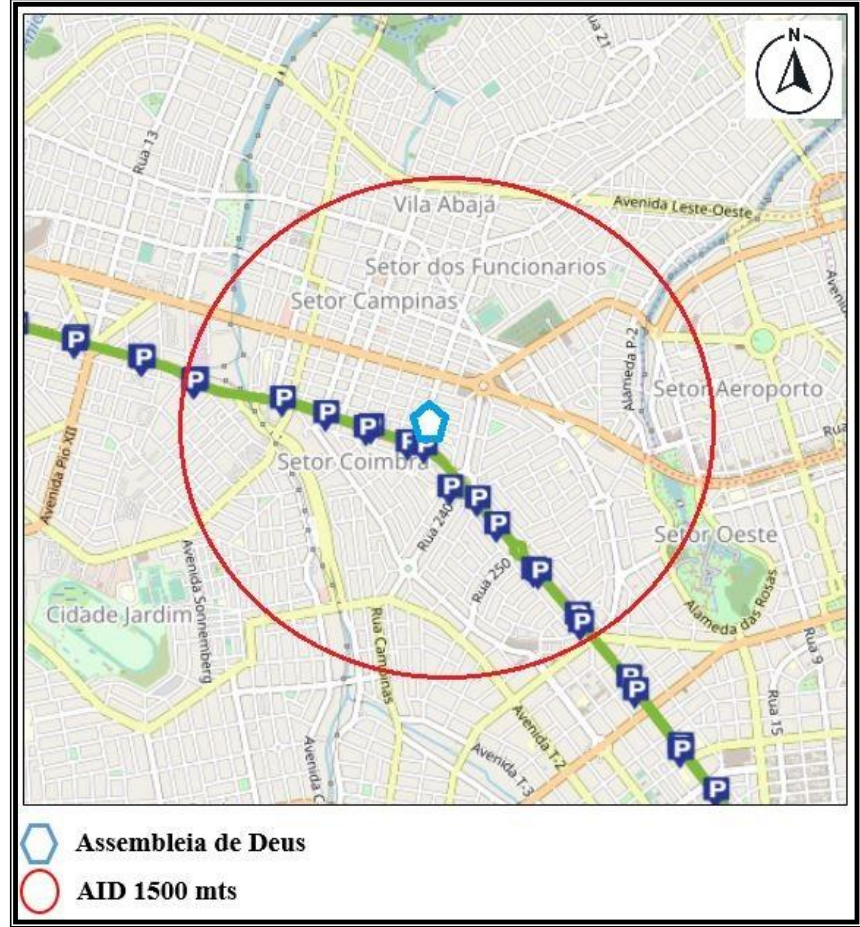 N
Rua 21
Rua 13
Vila Abajá
Avenida Leste-Oeste
Setor dos Funcionarios
Setor Campinas
Alameda P-2
Setor Aeroporto
P
P
P
P
P
P
P
P
Setor Coimbra
Avenida Pio XII
P
P
Rua 240
P
Setor Oeste
Rua 250
P
Avenida Sonnemberg
Cidade Jardim
Alameda das Rosas
P
P
Rua Campinas
Rua 9
P
P
Rua 15
Avenida T-2
P
Avenida T-3
P
Assembleia de Deus
AID 1500 mts